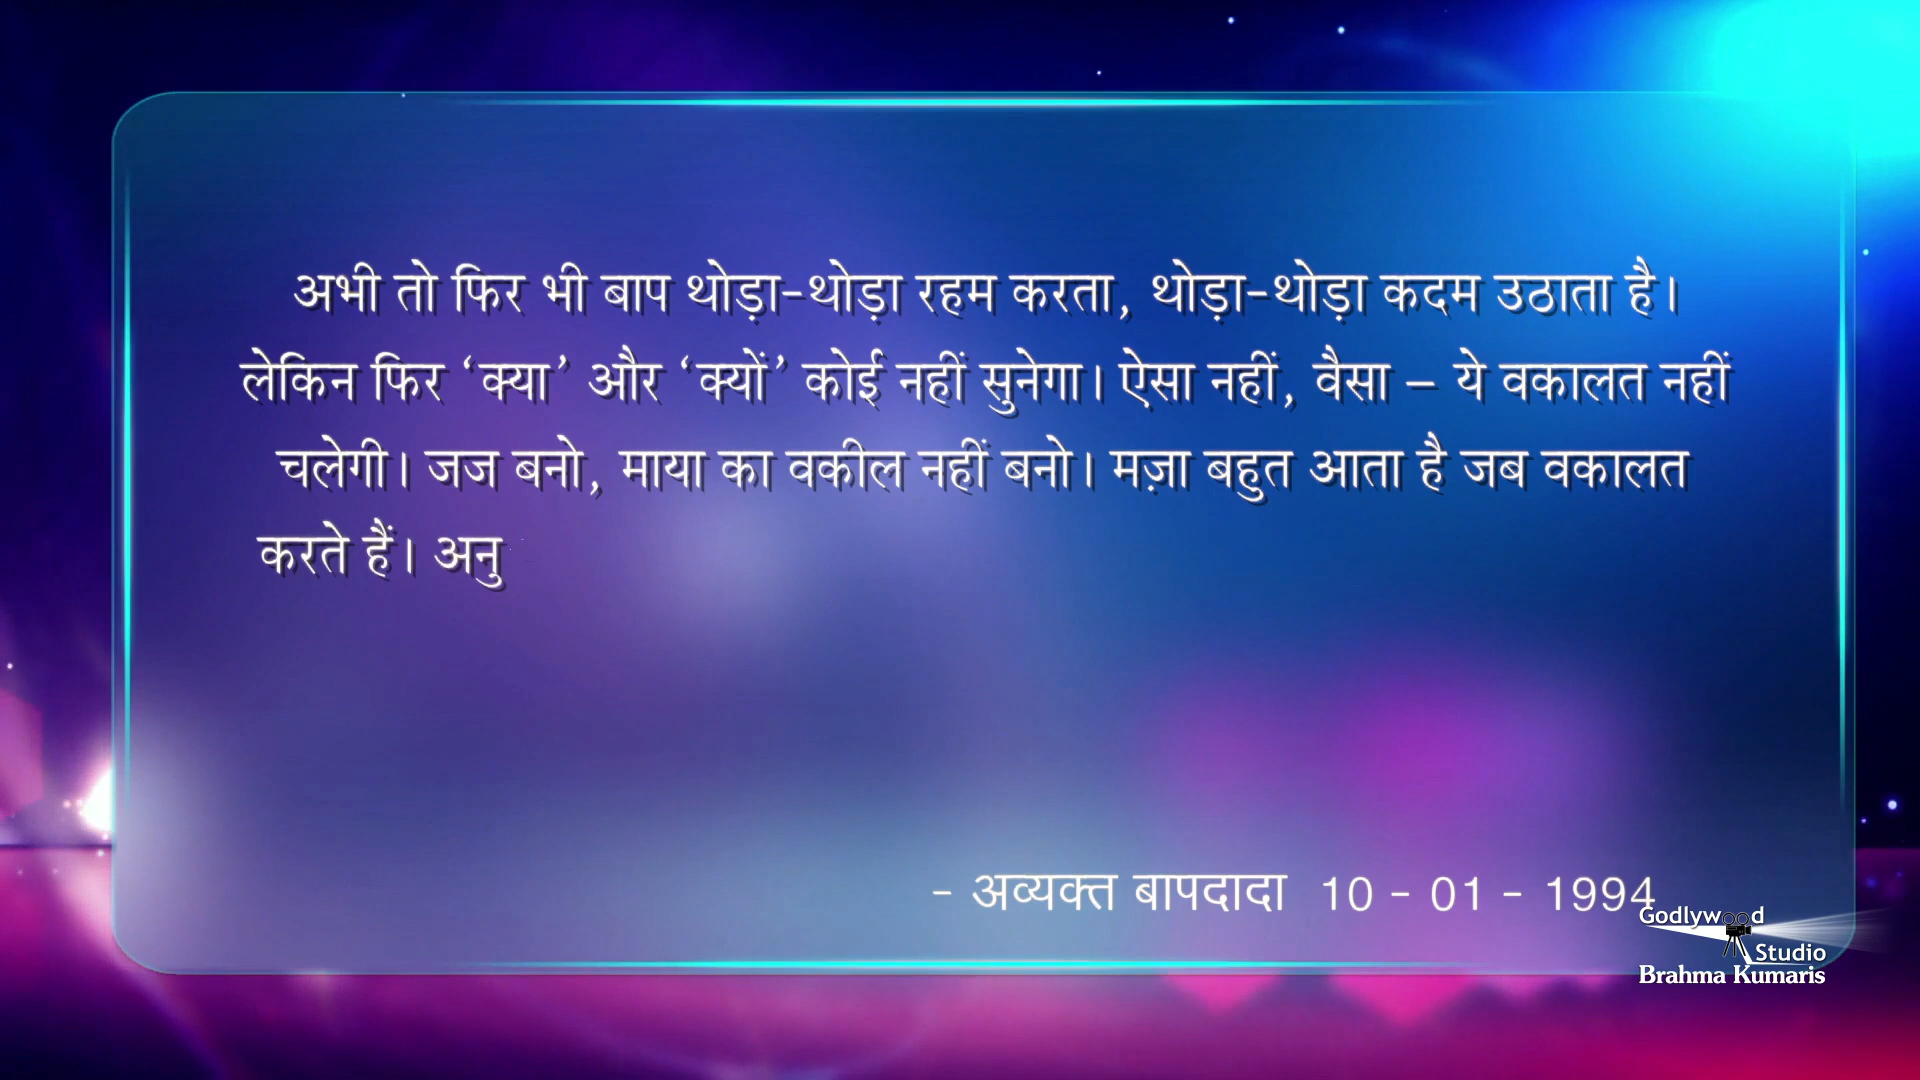 अभी तो फिर भी बाप थोड़ा-थोड़ा रहम करता, थोड़ा-थोड़ा कदम उठाता है।
लेकिन फिर ‘क्या’ और ‘क्यों’ कोई नहीं सुनेगा। ऐसा नहीं, वैसा – ये वकालत नहीं
चलेगी। जज बनो, माया का वकील नहीं बनो। मज़ा बहुत आता है जब वकालत
करते हैं। अनु
- अव्यक्त बापदादा 10 - 01 - 1994
Godlywood
Studio
Brahma Kumaris